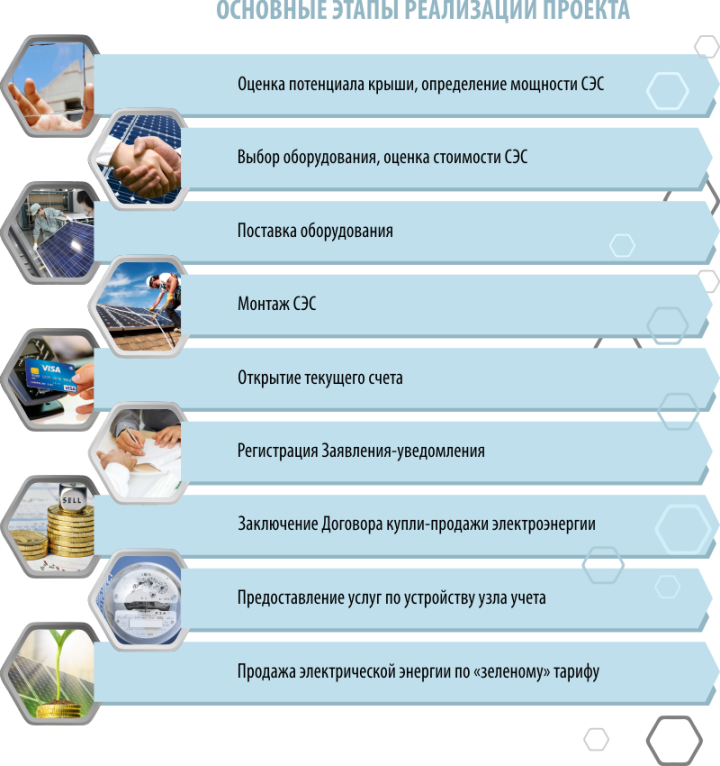 ОСНОВНЫЕ ЭТАПЫ РЕАЛИЗАЦИИ ПРОЕКТА
Оценка потенциала крыши, определение мощности СЭС
Выбор оборудования, оценка стоимости СЭС
Поставка оборудования
Монтаж СЭС
VISA
VISA
Открытие текущего счета
Регистрация Заявления-уведомления
SELL
Заключение Договора купли-продажи электроэнергии
Предоставление услуг по устройству узла учета
Продажа электрической энергии по «зеленому» тарифу